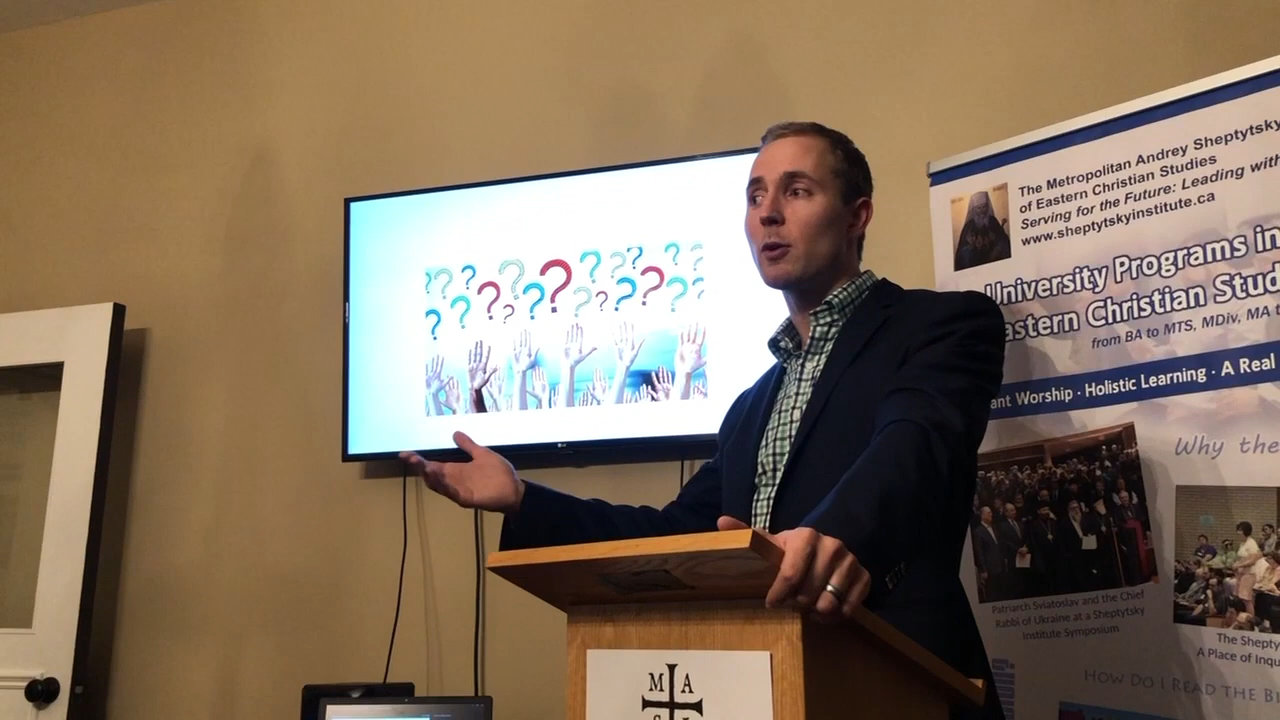 The Metropolitan Andrey Sheptytsky
of Eastern Christian Studies
Serving for the Future: Leading with
www.sheptytskyinstitute.ca
University Programs in
astern Christian Stud
from BA to MTS, MDiv, MA t
ant Worship · Holistic Learning · A Real
Why the
Patriarch Sviatoslav and the Chief
Rabbi of Ukraine at a Sheptytsky
Institute Symposium
The Shepty
A Place of Inqu
HOW DO I READ THE B
? ? ? ? ? ? ? ? ? ? ? ? ? ? ? ? ? ?
LG
M A
S I